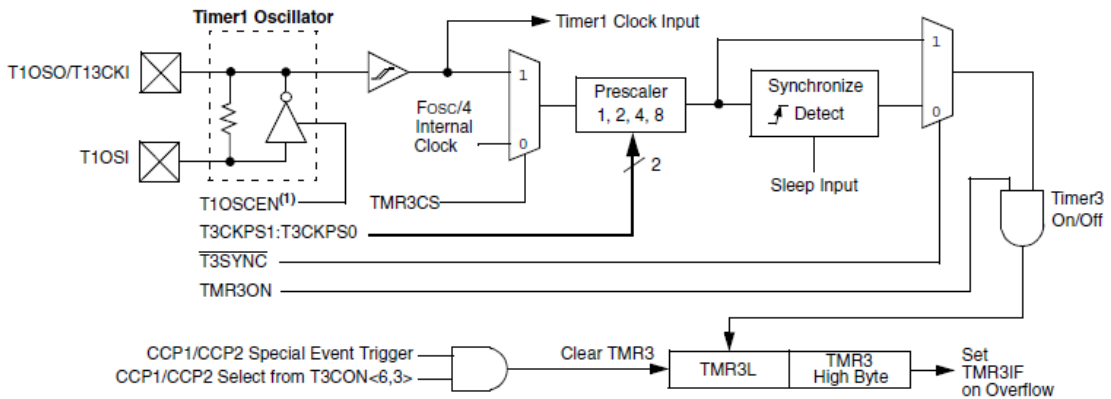 Timer1 Oscillator
Timer1 Clock Input
T1OSO/T13CKI
1
1
Prescaler
1, 2, 4, 8
Synchronize
Detect
FOSC/4
Internal
Clock
0
0
2
T1OSI
Sleep Input
T1OSCEN(1)
TMR3CS
Timer3
On/Off
T3CKPS1:T3CKPS0
T3SYNC
TMR3ON
CCP1/CCP2 Special Event Trigger
CCP1/CCP2 Select from T3CON<6,3>
Clear TMR3
TMR3L
TMR3
High Byte
Set
TMR3IF
on Overflow